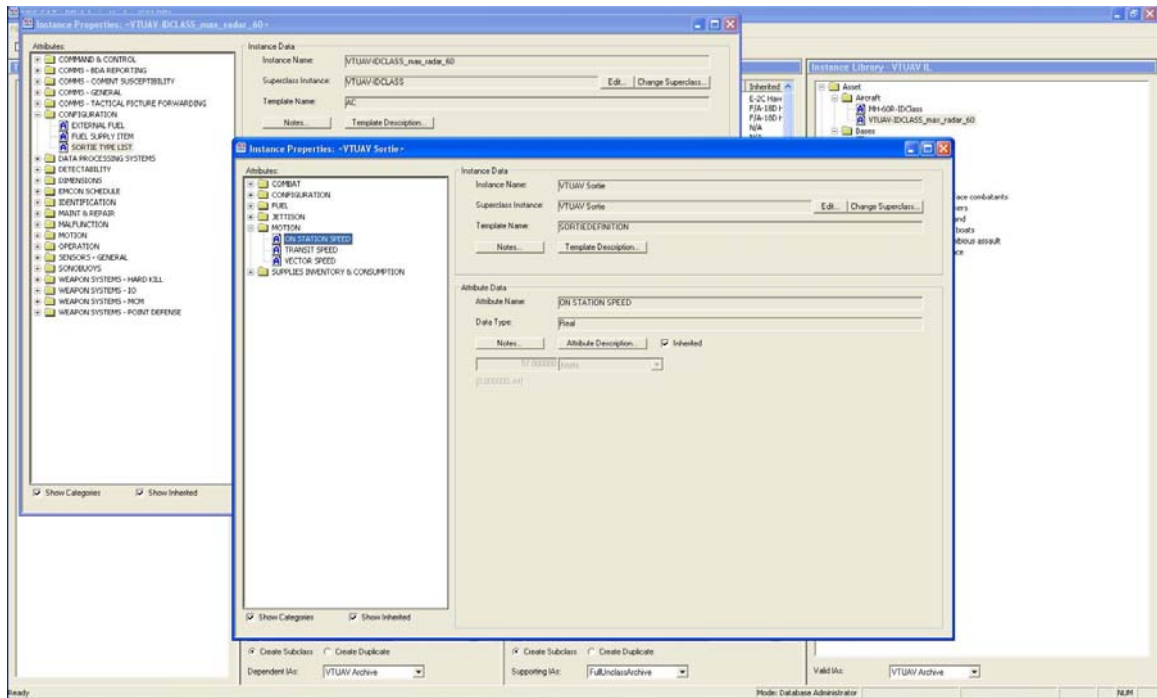 Instance Properties: -VTUAV-IDCLASS_max_radar_60-
Attributes:
COMMAND & CONTROL
COMMS - BDA REPORTING
COMMS - COMINT SUSCEPTIBILITY
COMMS - GENERAL
COMMS - TACTICAL PICTURE FORWARDING
CONFIGURATION
EXTERNAL FUEL
FUEL SUPPLY ITEM
SORTIE TYPE LIST
DATA PROCESSING SYSTEMS
DETECTABILITY
DIMENSIONS
EMCON SCHEDULE
IDENTIFICATION
MAINT & REPAIR
MALFUNCTION
MOTION
OPERATION
SENSORS - GENERAL
SONOBUOYS
WEAPON SYSTEMS - HARD KILL
WEAPON SYSTEMS - IO
WEAPON SYSTEMS - MCM
WEAPON SYSTEMS - POINT DEFENSE
Show Categories Show Inherited
Instance Data
Instance Name: VTUAV-IDCLASS_max_radar_60
Superclass Instance: VTUAV-IDCLASS Edit... Change Superclass...
Template Name: AC
Notes... Template Description...
Inherited
E-2C Haw
F/A-18D H
F/A-18D H
N/A
Instance Library - VTUAV IL
Asset
Aircraft
MH-60R-IDClass
VTUAV-IDCLASS_max_radar_60
Bases
ace combatants
boats
bious assault
Instance Properties: -VTUAV Sortie-
Attributes:
COMBAT
CONFIGURATION
FUEL
JETTISON
MOTION
ON STATION SPEED
TRANSIT SPEED
VECTOR SPEED
SUPPLIES INVENTORY & CONSUMPTION
Show Categories Show Inherited
Instance Data
Instance Name: VTUAV Sortie
Superclass Instance: VTUAV Sortie Edit... Change Superclass...
Template Name: SORTIEDEFINITION
Notes... Template Description...
Attribute Data
Attribute Name: ON STATION SPEED
Data Type: Real
Notes... Attribute Description... Inherited
Knots
Create Subclass Create Duplicate
Dependent IAs: VTUAV Archive
Create Subclass Create Duplicate
Supporting IAs: FullUnclassArchive
Valid IAs: VTUAV Archive
Ready
Mode: Database Administrator
NUM